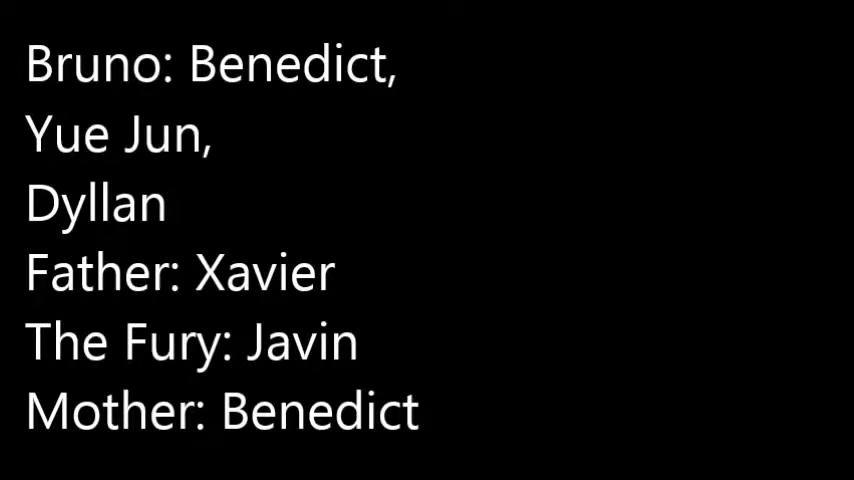 Bruno: Benedict,
Yue Jun,
Dyllan
Father: Xavier
The Fury: Javin
Mother: Benedict